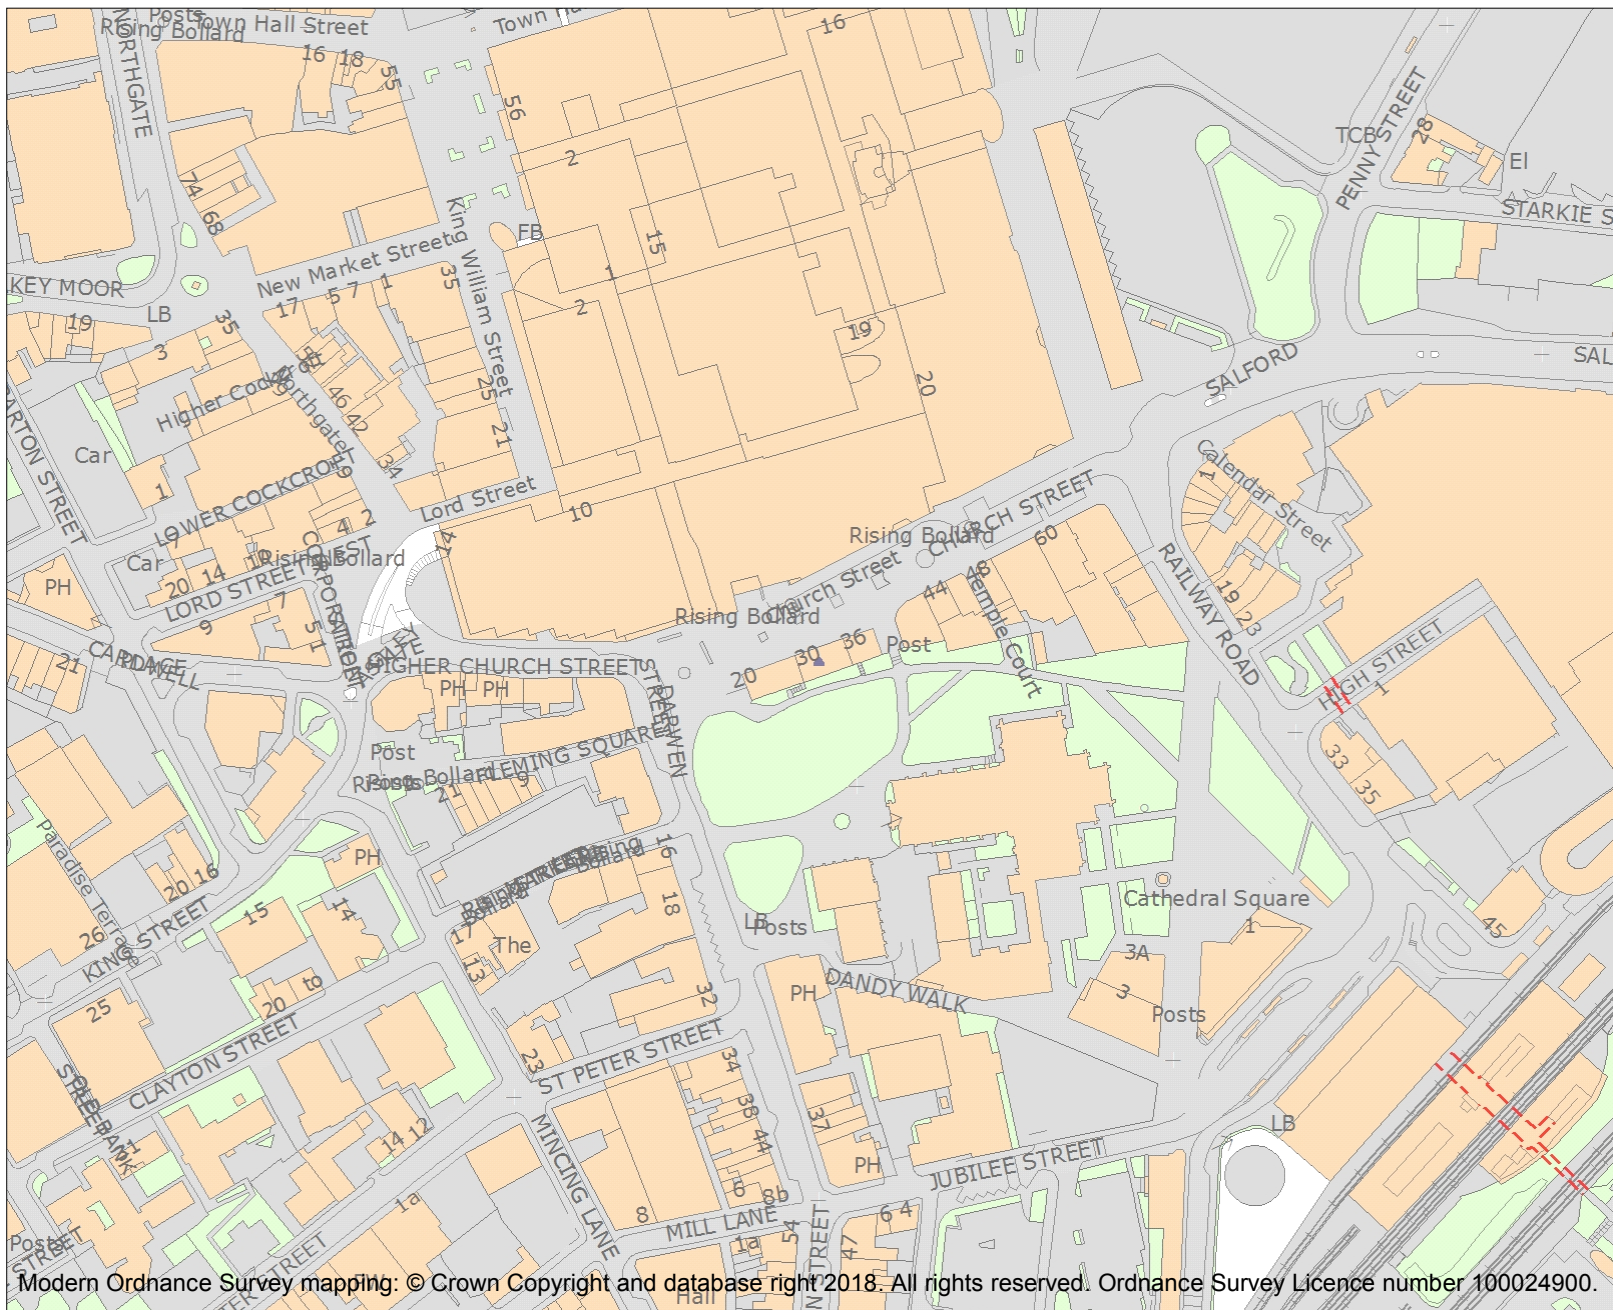 Posts
Town Hall Street
Rising Bollard
NORTHGATE
16 18
55
56
16
2
74
68
KEY MOOR
LB
New Market Street
King William Street
FB
15
1
2
19
20
17
5 7
1
35
35
19
3
Higher Cockcroft
Northgate
46
42
34
25
21
Car
1
LOWER COCKCROFT
Lord Street
10
14
4
2
Car
20
14
Rising Bollard
LORD STREET
PH
9
7
5
1
21
CARDWELL
PLACE
HIGHER CHURCH STREET
PH
PH
TCB
PENNY STREET
28
El
STARKIE S
SALFORD
SAL
Calendar Street
1
CHURCH STREET
Rising Bollard
Church Street
Rising Bollard
60
48
44
36
30
20
Post
Temple Court
RAILWAY ROAD
19
23
HIGH STREET
1
33
35
45
DARWEN
STREET
FLEMING SQUARE
Post
21
9
Paradise Terrace
PH
20 16
KING STREET
26
15
14
25
20 to
CLAYTON STREET
17
13
The
16
18
32
LB
Posts
Cathedral Square
1
3A
3
Posts
DANDY WALK
PH
23
ST PETER STREET
34
38
44
37
PH
MINCING LANE
14 12
1a
8
6
8b
MILL LANE
1a
54
47
6 4
JUBILEE STREET
LB
Posts
STREET
N STREET
Hall
Modern Ordnance Survey mapping: © Crown Copyright and database right 2018. All rights reserved. Ordnance Survey Licence number 100024900.